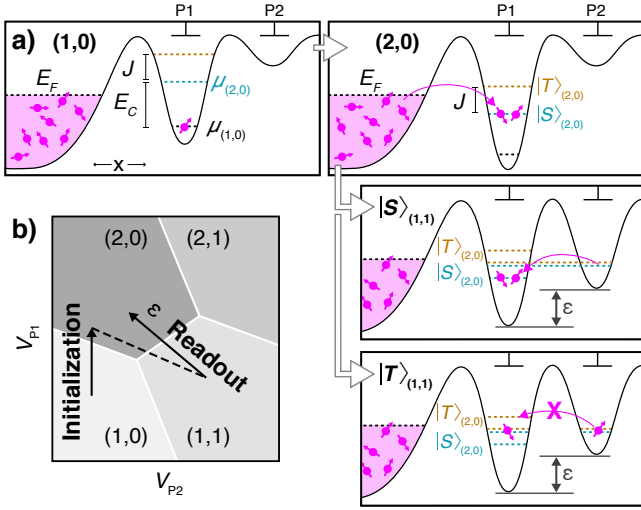 P1 P2
a) (1,0)
E_F
J
μ_(2,0)
E_C
μ_(1,0)
x
P1 P2
(2,0)
E_F
J
|T⟩_(2,0)
|S⟩_(2,0)
|S⟩_(1,1)
|T⟩_(2,0)
|S⟩_(2,0)
ε
|T⟩_(1,1)
|T⟩_(2,0)
X
|S⟩_(2,0)
ε
b)
(2,0) (2,1)
ε
Readout
Initialization
(1,0) (1,1)
V_P1
V_P2